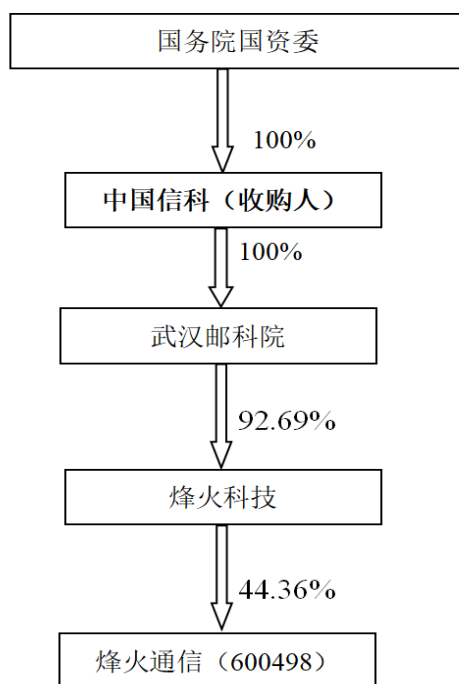 国务院国资委
100%
中国信科（收购人）
100%
武汉邮科院
92.69%
烽火科技
44.36%
烽火通信（600498）